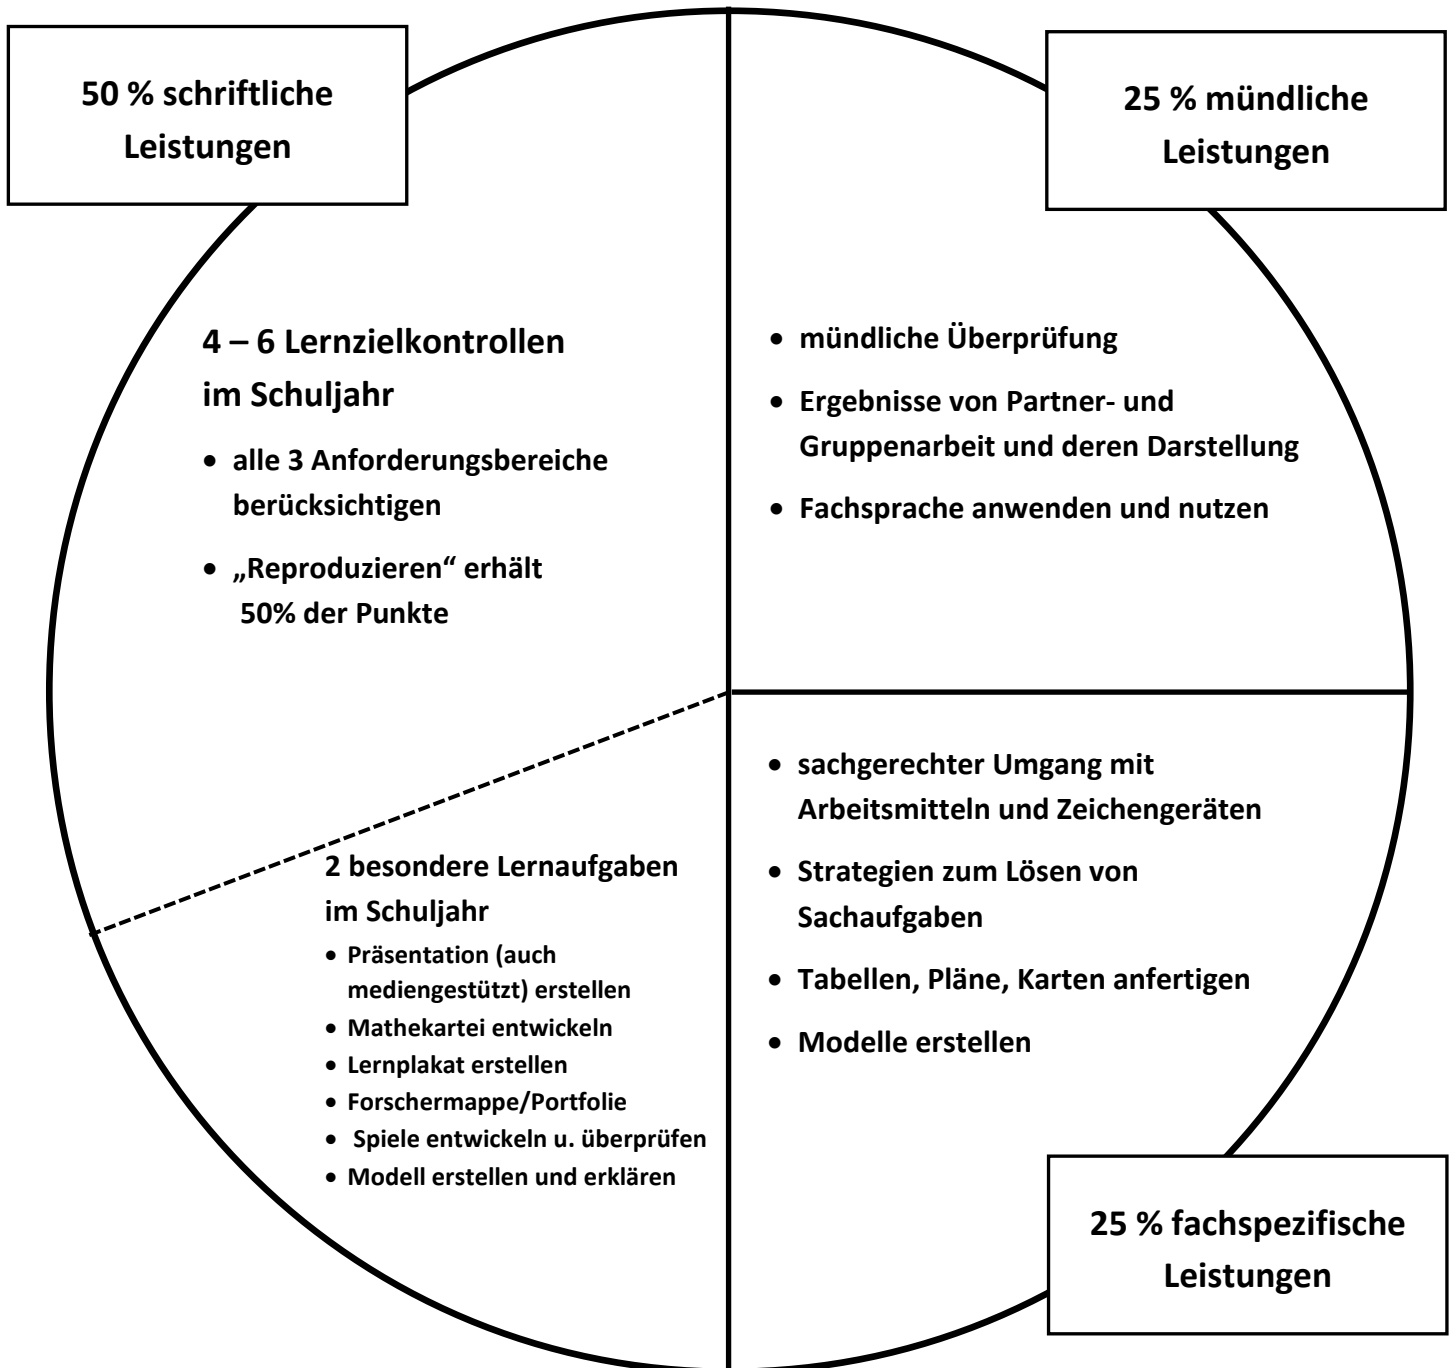 50 % schriftliche
Leistungen
25 % mündliche
Leistungen
4 – 6 Lernzielkontrollen
im Schuljahr
• alle 3 Anforderungsbereiche
berücksichtigen
• „Reproduzieren“ erhält
50% der Punkte
• mündliche Überprüfung
• Ergebnisse von Partner- und
Gruppenarbeit und deren Darstellung
• Fachsprache anwenden und nutzen
2 besondere Lernaufgaben
im Schuljahr
• Präsentation (auch
mediengestützt) erstellen
• Mathekartei entwickeln
• Lernplakat erstellen
• Forschermappe/Portfolie
• Spiele entwickeln u. überprüfen
• Modell erstellen und erklären
• sachgerechter Umgang mit
Arbeitsmitteln und Zeichengeräten
• Strategien zum Lösen von
Sachaufgaben
• Tabellen, Pläne, Karten anfertigen
• Modelle erstellen
25 % fachspezifische
Leistungen